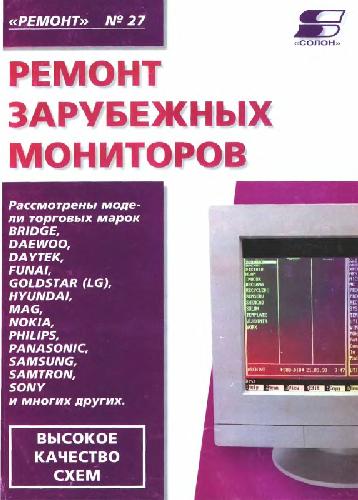 «РЕМОНТ» № 27
«СОЛОН»
РЕМОНТ
ЗАРУБЕЖНЫХ
МОНИТОРОВ
Рассмотрены моде-
ли торговых марок
BRIDGE,
DAEWOO,
DAYTEK,
FUNAI,
GOLDSTAR (LG),
HYUNDAI,
MAG,
NOKIA,
PHILIPS,
PANASONIC,
SAMSUNG,
SAMTRON,
SONY
и многих других.
ВЫСОКОЕ
КАЧЕСТВО
СХЕМ